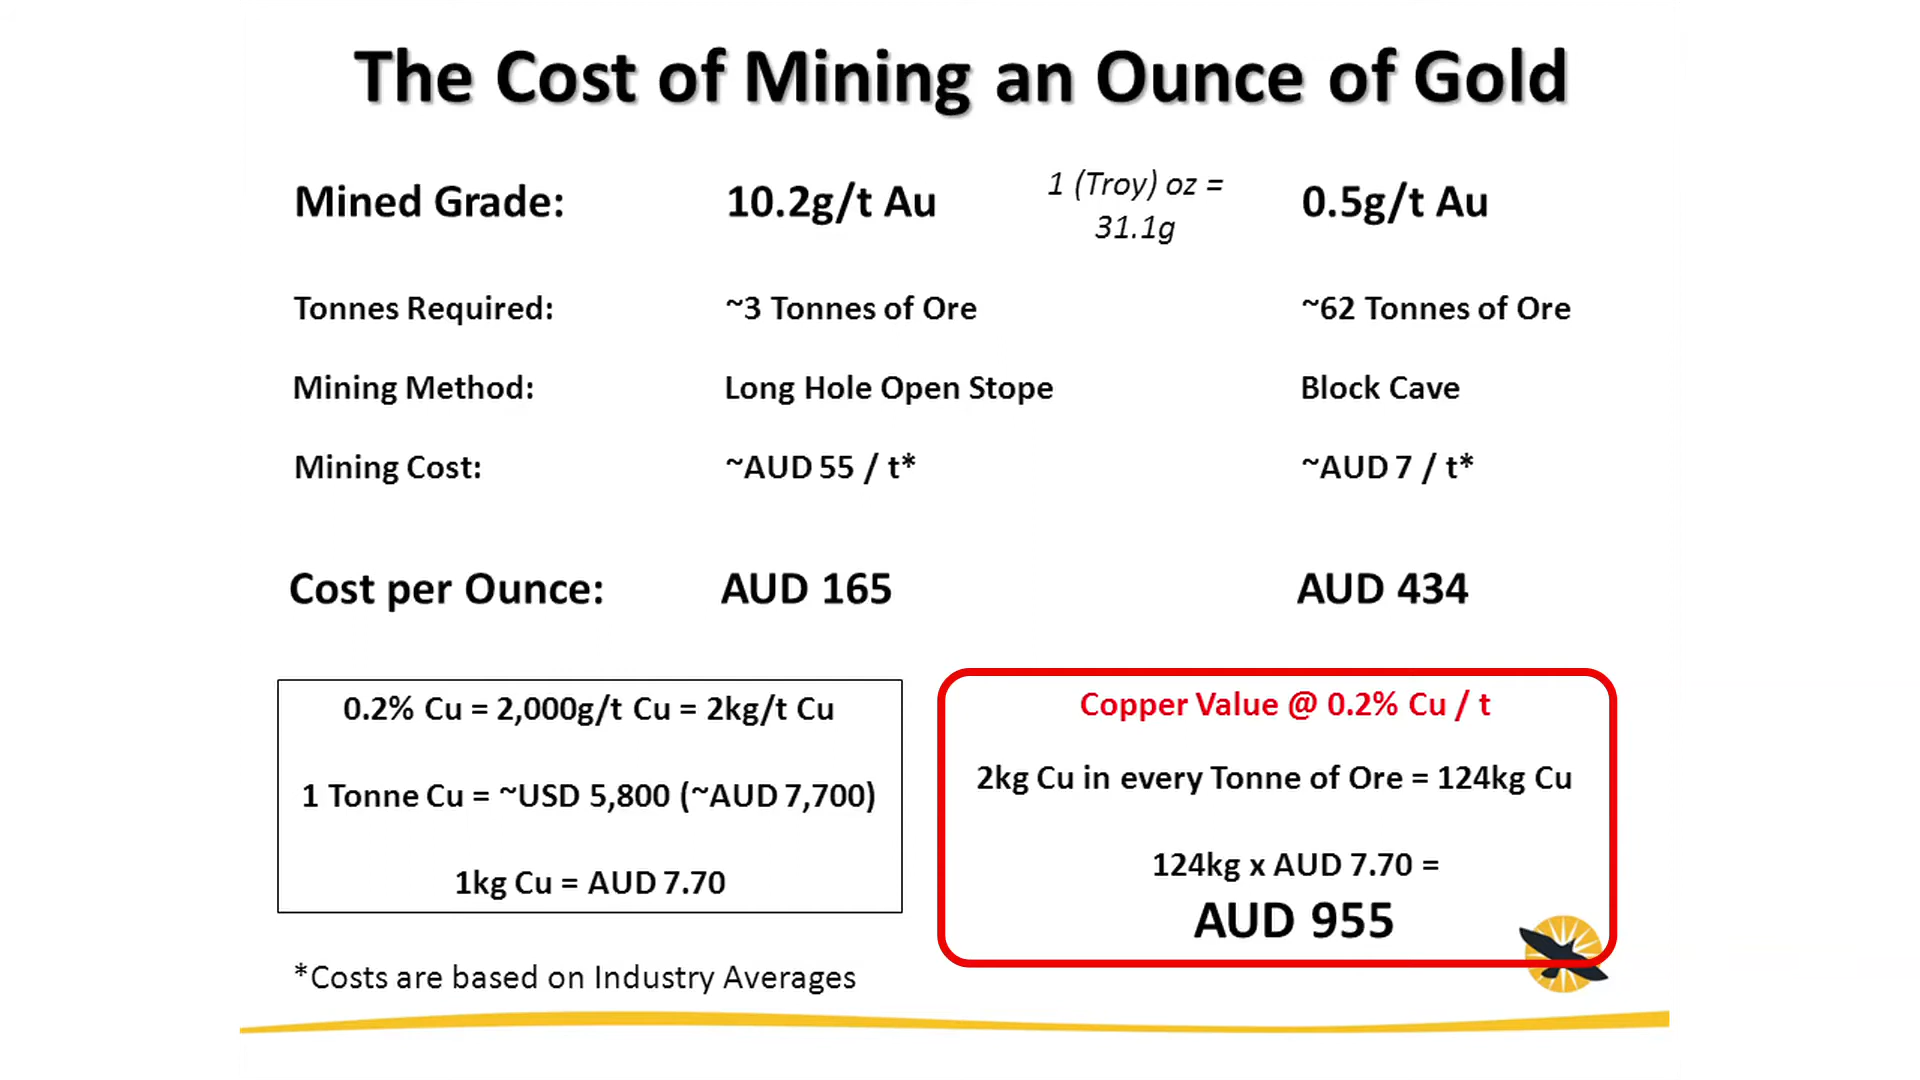 The Cost of Mining an Ounce of Gold
Mined Grade: 10.2g/t Au 1 (Troy) oz = 0.5g/t Au
31.1g
Tonnes Required: ~3 Tonnes of Ore ~62 Tonnes of Ore
Mining Method: Long Hole Open Stope Block Cave
Mining Cost: ~AUD 55 / t* ~AUD 7 / t*
Cost per Ounce: AUD 165 AUD 434
0.2% Cu = 2,000g/t Cu = 2kg/t Cu
1 Tonne Cu = ~USD 5,800 (~AUD 7,700)
1kg Cu = AUD 7.70
Copper Value @ 0.2% Cu / t
2kg Cu in every Tonne of Ore = 124kg Cu
124kg x AUD 7.70 =
AUD 955
*Costs are based on Industry Averages